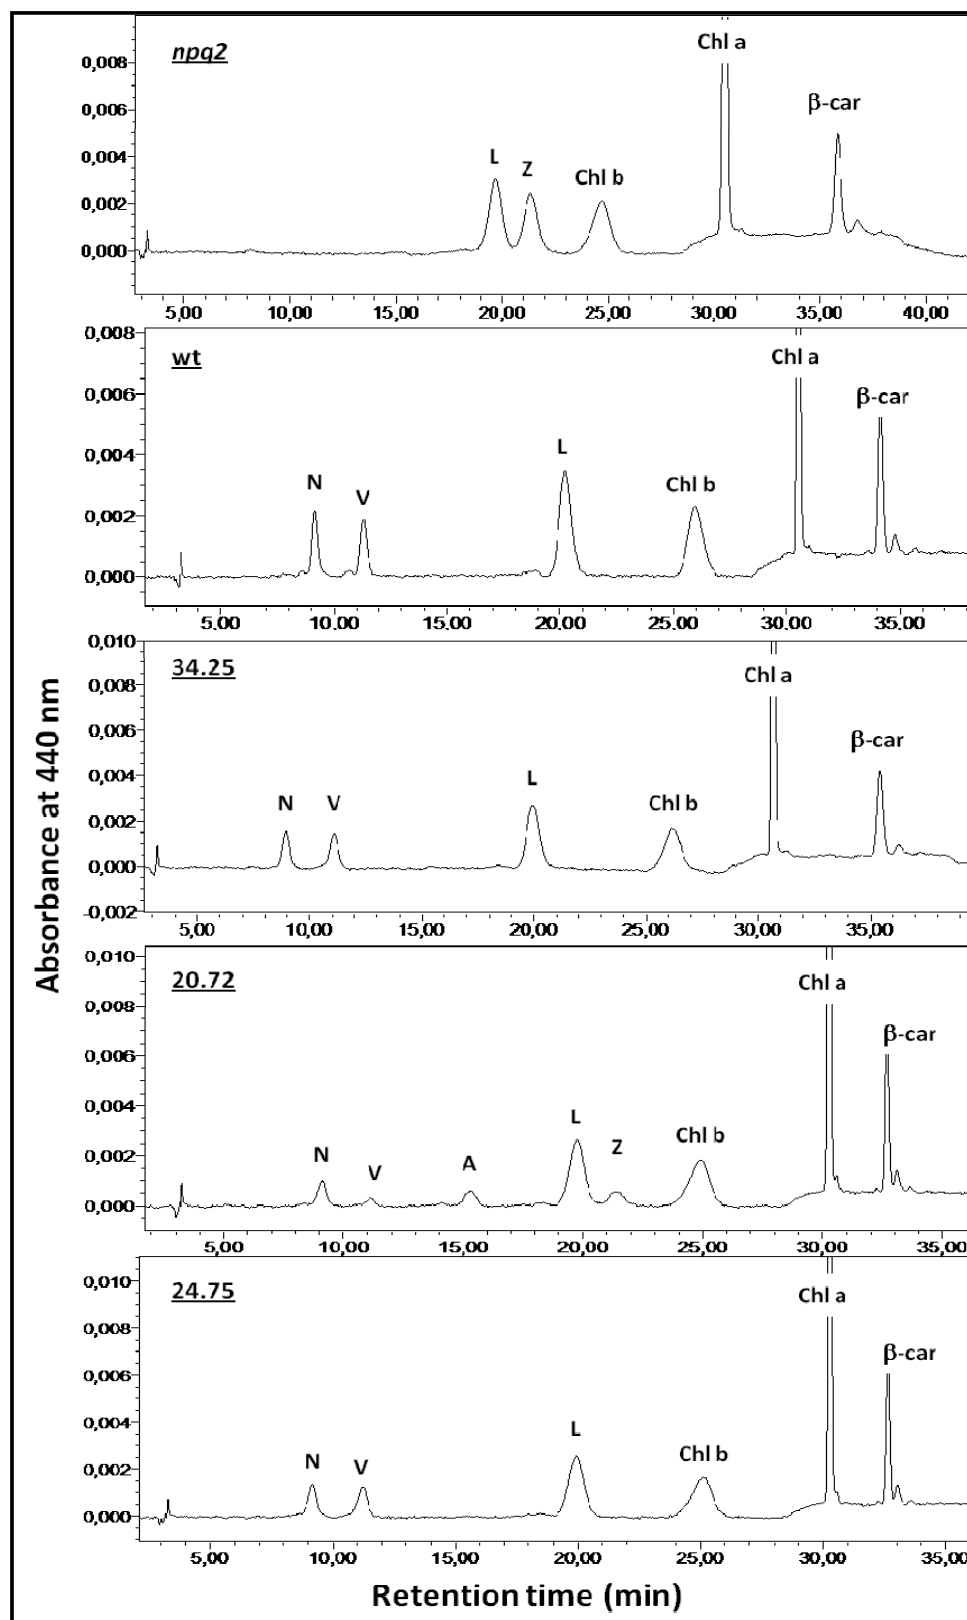 npq2
Chl a
β-car
L
Z
Chl b
0,008
0,006
0,004
0,002
0,000
5,00 10,00 15,00 20,00 25,00 30,00 35,00 40,00
wt
Chl a
β-car
L
N
V
Chl b
0,008
0,006
0,004
0,002
0,000
5,00 10,00 15,00 20,00 25,00 30,00 35,00
34.25
Chl a
β-car
L
N
V
Chl b
0,010
0,008
0,006
0,004
0,002
0,000
-0,002
5,00 10,00 15,00 20,00 25,00 30,00 35,00
20.72
Chl a
β-car
L
N
V
A
Z
Chl b
0,010
0,008
0,006
0,004
0,002
0,000
5,00 10,00 15,00 20,00 25,00 30,00 35,00
24.75
Chl a
β-car
L
N
V
Chl b
0,010
0,008
0,006
0,004
0,002
0,000
5,00 10,00 15,00 20,00 25,00 30,00 35,00
Absorbance at 440 nm
Retention time (min)